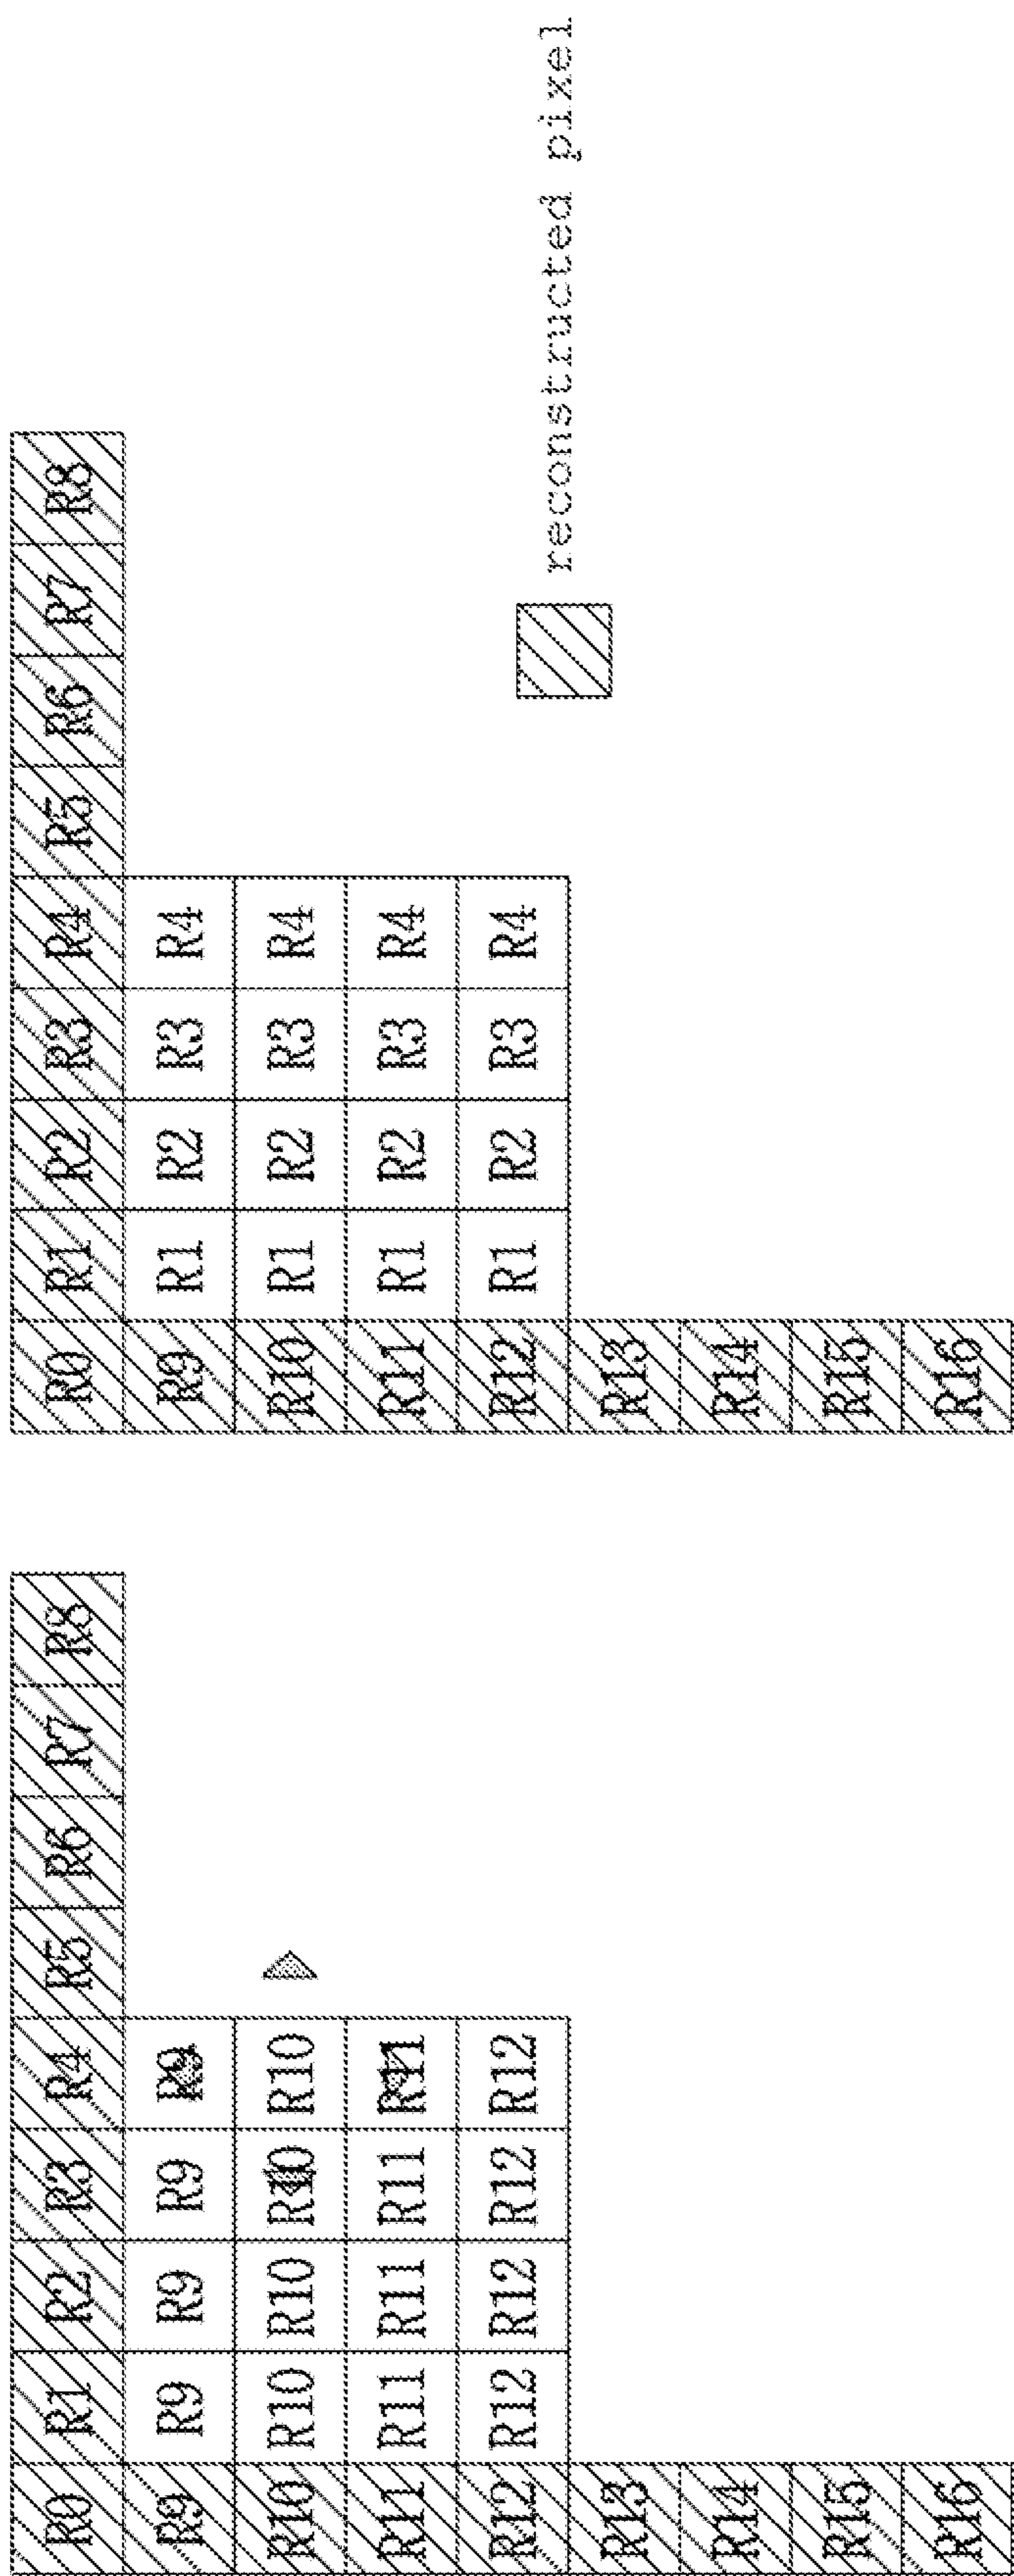 R0 R1 R2 R3 R4 R5 R6 R7 R8
R9 R9 R9 R9 R9
R10 R10 R10 R10 R10
R11 R11 R11 R11 R11
R12 R12 R12 R12 R12
R13
R14
R15
R16
R0 R1 R2 R3 R4 R5 R6 R7 R8
R9 R1 R2 R3 R4
R10 R1 R2 R3 R4
R11 R1 R2 R3 R4
R12 R1 R2 R3 R4
R13
R14
R15
R16
reconstructed pixel